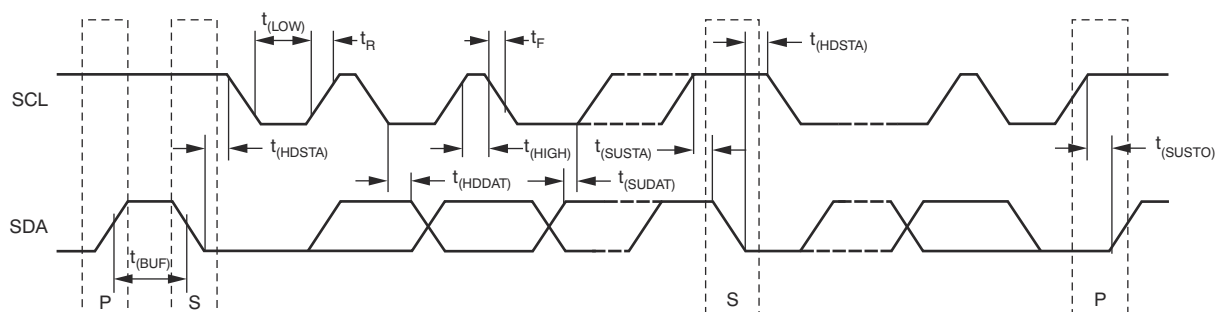 t(LOW)
tR
tF
t(HDSTA)
SCL
t(HDSTA)
t(HIGH)
t(SUSTA)
t(SUSTO)
t(HDDAT)
t(SUDAT)
SDA
t(BUF)
P
S
S
P